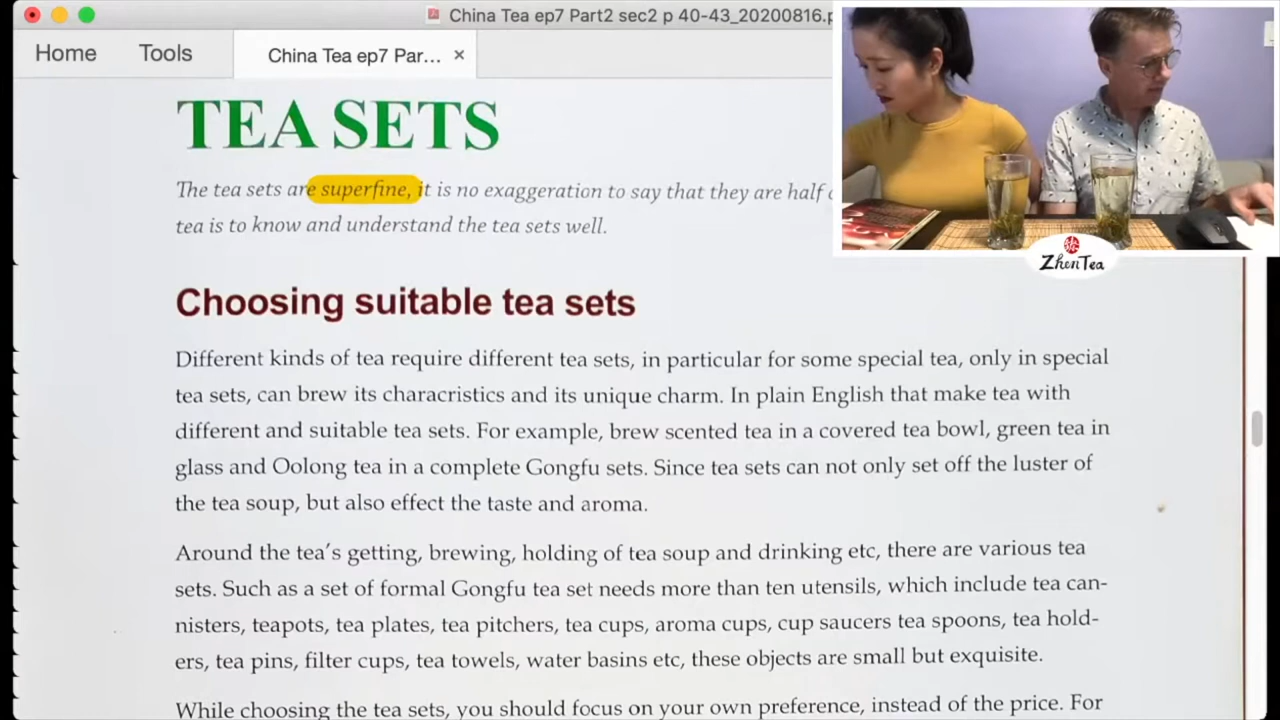 China Tea ep7 Part2 sec2 p 40-43_20200816.p
Home
Tools
China Tea ep7 Par... ×
ZhenTea
TEA SETS
The tea sets are superfine, it is no exaggeration to say that they are half
tea is to know and understand the tea sets well.
Choosing suitable tea sets
Different kinds of tea require different tea sets, in particular for some special tea, only in special
tea sets, can brew its characristics and its unique charm. In plain English that make tea with
different and suitable tea sets. For example, brew scented tea in a covered tea bowl, green tea in
glass and Oolong tea in a complete Gongfu sets. Since tea sets can not only set off the luster of
the tea soup, but also effect the taste and aroma.
Around the tea's getting, brewing, holding of tea soup and drinking etc, there are various tea
sets. Such as a set of formal Gongfu tea set needs more than ten utensils, which include tea can-
nisters, teapots, tea plates, tea pitchers, tea cups, aroma cups, cup saucers tea spoons, tea hold-
ers, tea pins, filter cups, tea towels, water basins etc, these objects are small but exquisite.
While choosing the tea sets, you should focus on your own preference, instead of the price. For